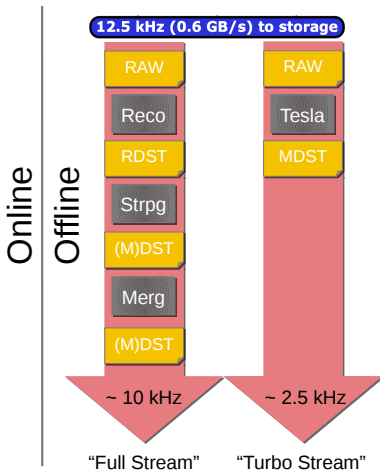 12.5 kHz (0.6 GB/s) to storage
RAW
Reco
RDST
Strpg
(M)DST
Merg
(M)DST
~ 10 kHz
“Full Stream”
RAW
Tesla
MDST
~ 2.5 kHz
“Turbo Stream”
Online
Offline